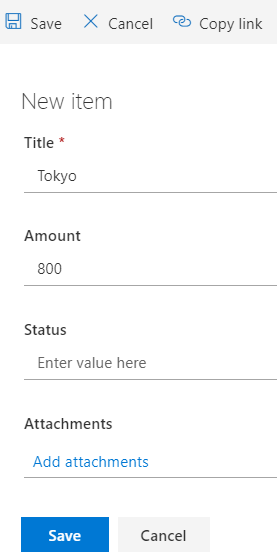 Save Cancel Copy link
New item
Title *
Tokyo
Amount
800
Status
Enter value here
Attachments
Add attachments
Save Cancel